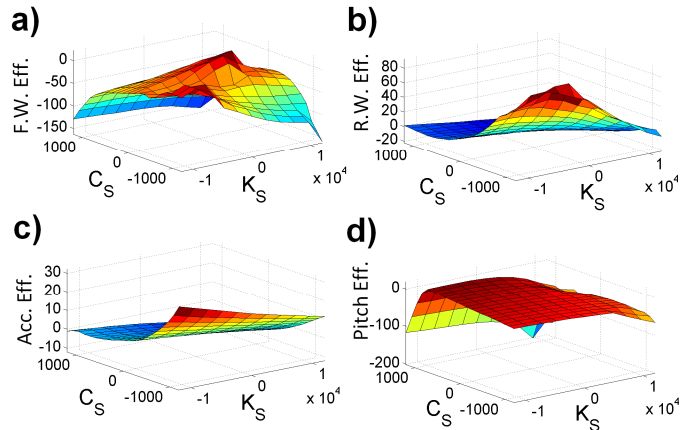 a)
F.W. Eff.
0
-50
-100
-150
1000
0
-1000
C_S
-1
0
1
x 10^4
K_S
b)
R.W. Eff.
80
60
40
20
0
-20
1000
0
-1000
C_S
-1
0
1
x 10^4
K_S
c)
Acc. Eff.
30
20
10
0
-10
1000
0
-1000
C_S
-1
0
1
x 10^4
K_S
d)
Pitch Eff.
0
-100
-200
1000
0
-1000
C_S
-1
0
1
x 10^4
K_S